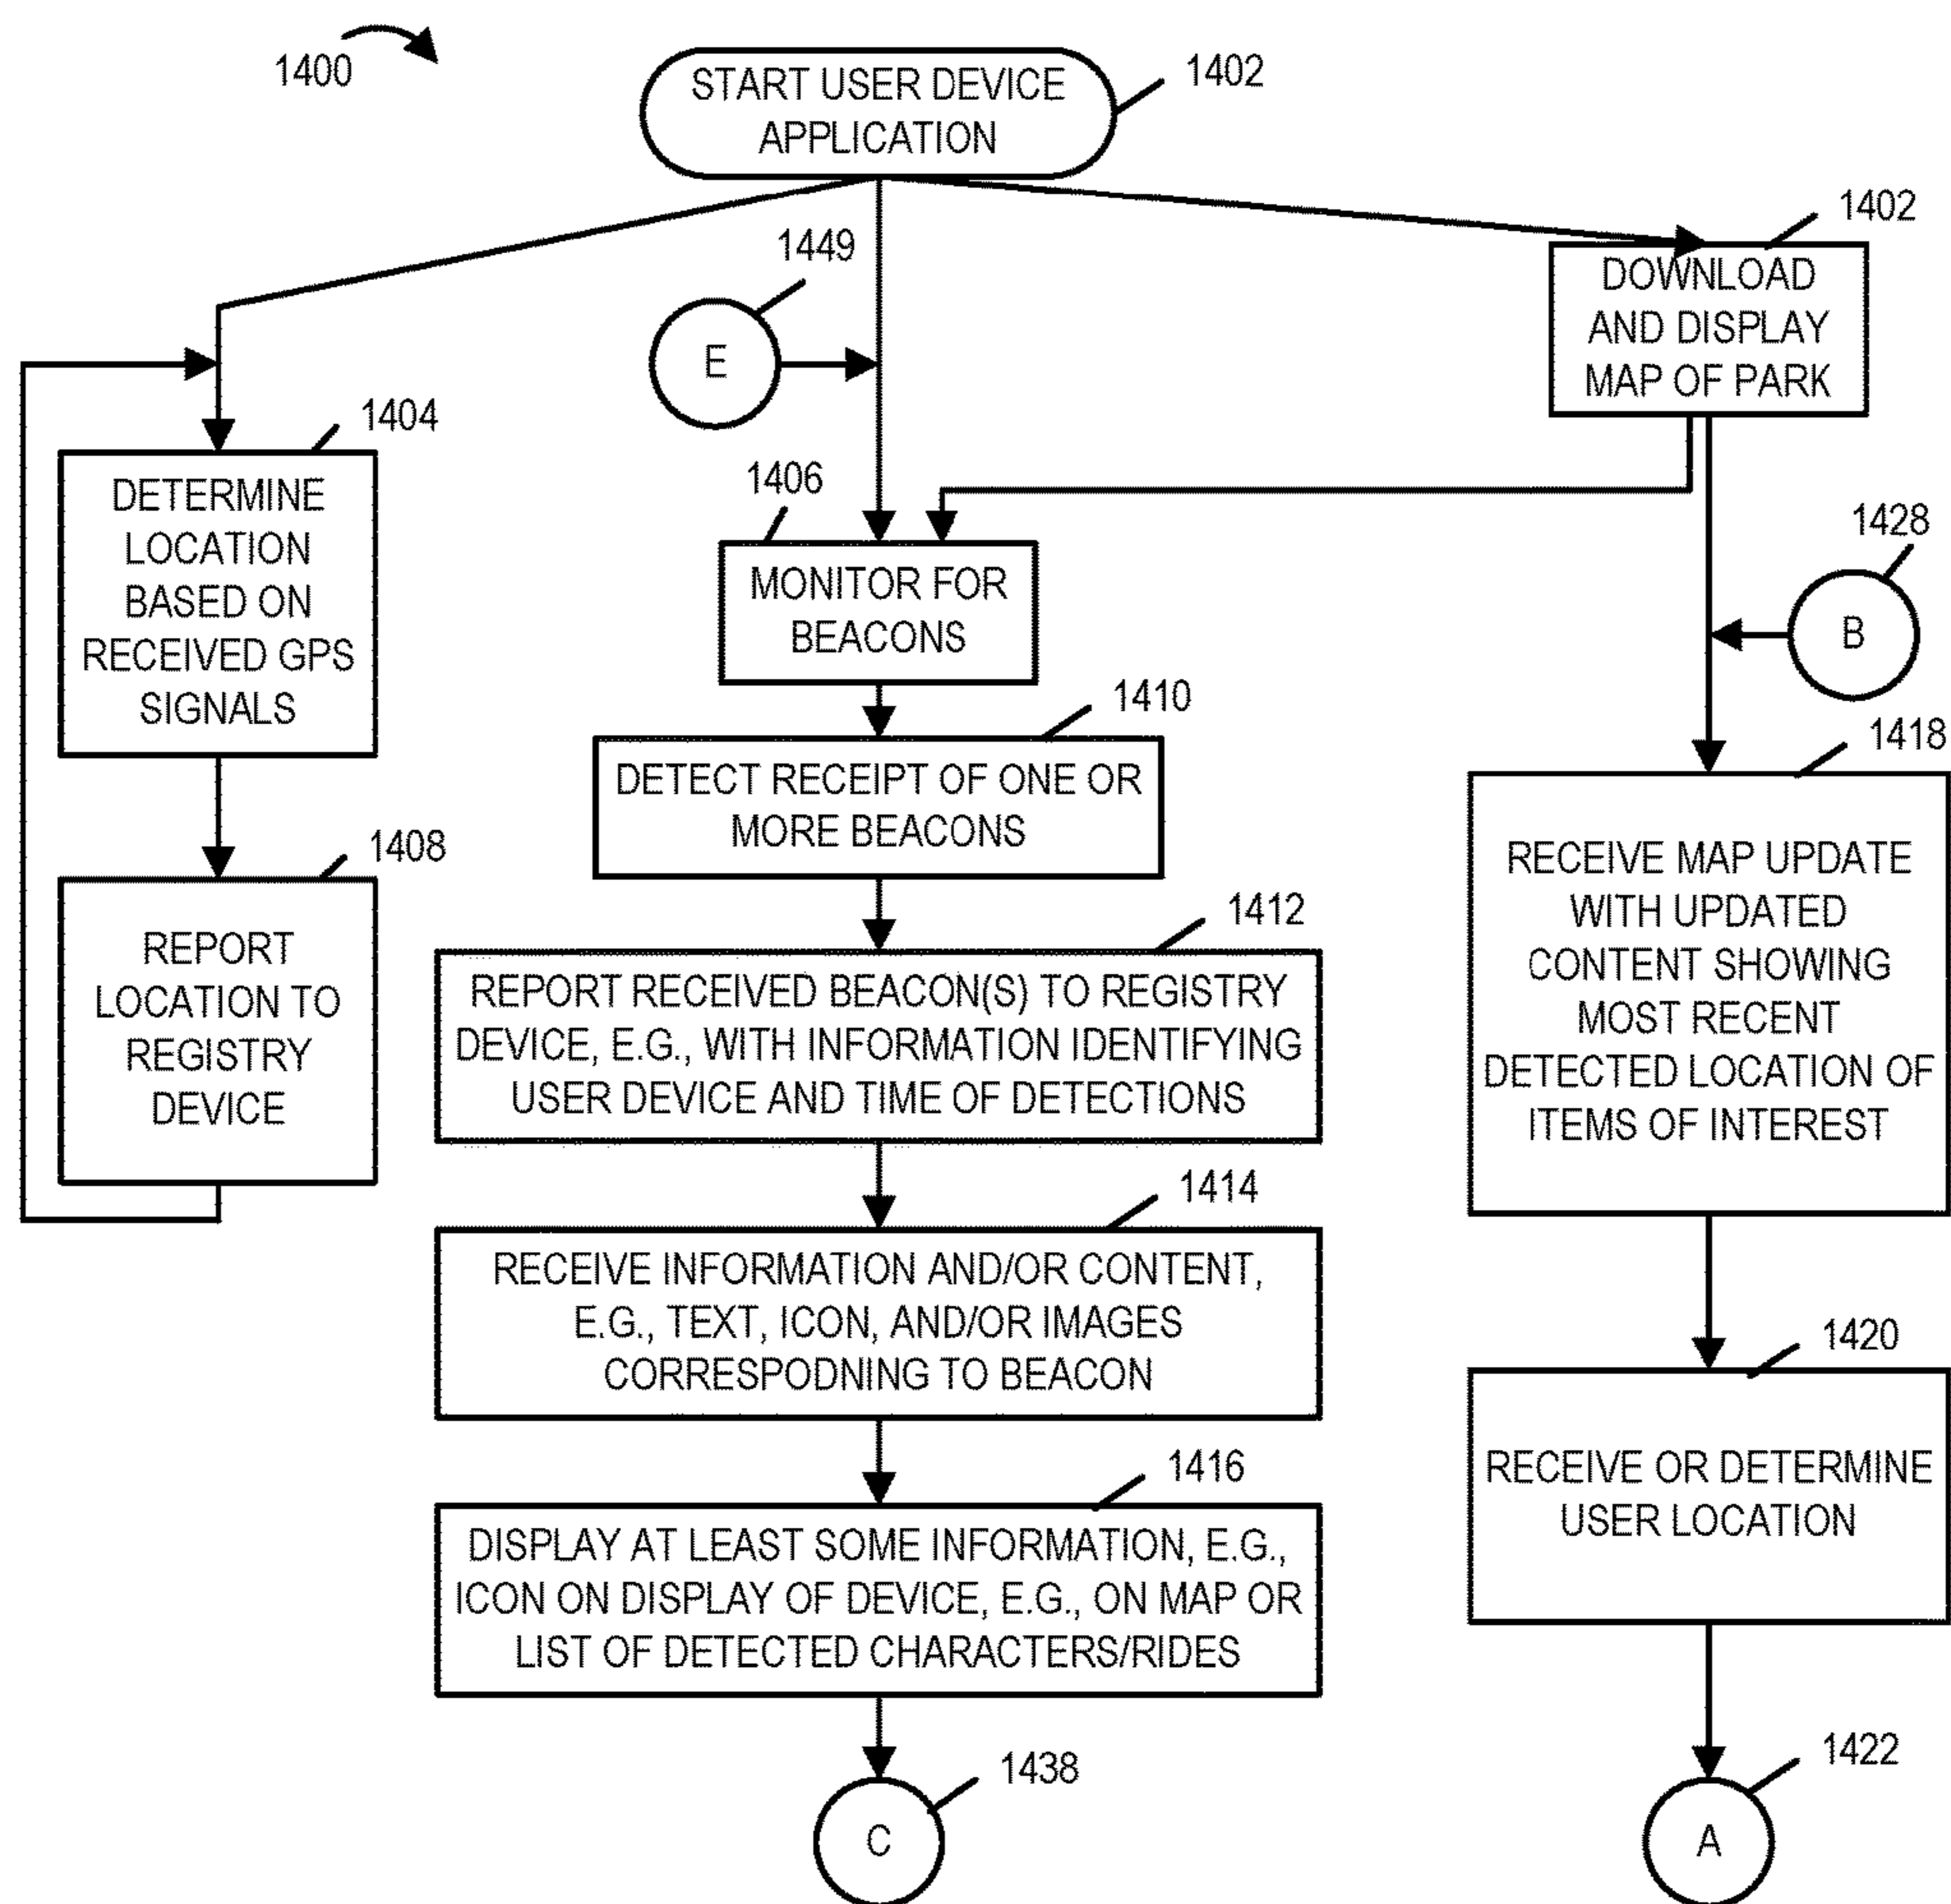 1400
START USER DEVICE
APPLICATION
1402
1402
DOWNLOAD
AND DISPLAY
MAP OF PARK
1449
E
1404
DETERMINE
LOCATION
BASED ON
RECEIVED GPS
SIGNALS
1406
MONITOR FOR
BEACONS
1428
B
1410
DETECT RECEIPT OF ONE OR
MORE BEACONS
1418
RECEIVE MAP UPDATE
WITH UPDATED
CONTENT SHOWING
MOST RECENT
DETECTED LOCATION OF
ITEMS OF INTEREST
1408
REPORT
LOCATION TO
REGISTRY
DEVICE
1412
REPORT RECEIVED BEACON(S) TO REGISTRY
DEVICE, E.G., WITH INFORMATION IDENTIFYING
USER DEVICE AND TIME OF DETECTIONS
1414
RECEIVE INFORMATION AND/OR CONTENT,
E.G., TEXT, ICON, AND/OR IMAGES
CORRESPODNING TO BEACON
1420
RECEIVE OR DETERMINE
USER LOCATION
1416
DISPLAY AT LEAST SOME INFORMATION, E.G.,
ICON ON DISPLAY OF DEVICE, E.G., ON MAP OR
LIST OF DETECTED CHARACTERS/RIDES
1438
C
1422
A